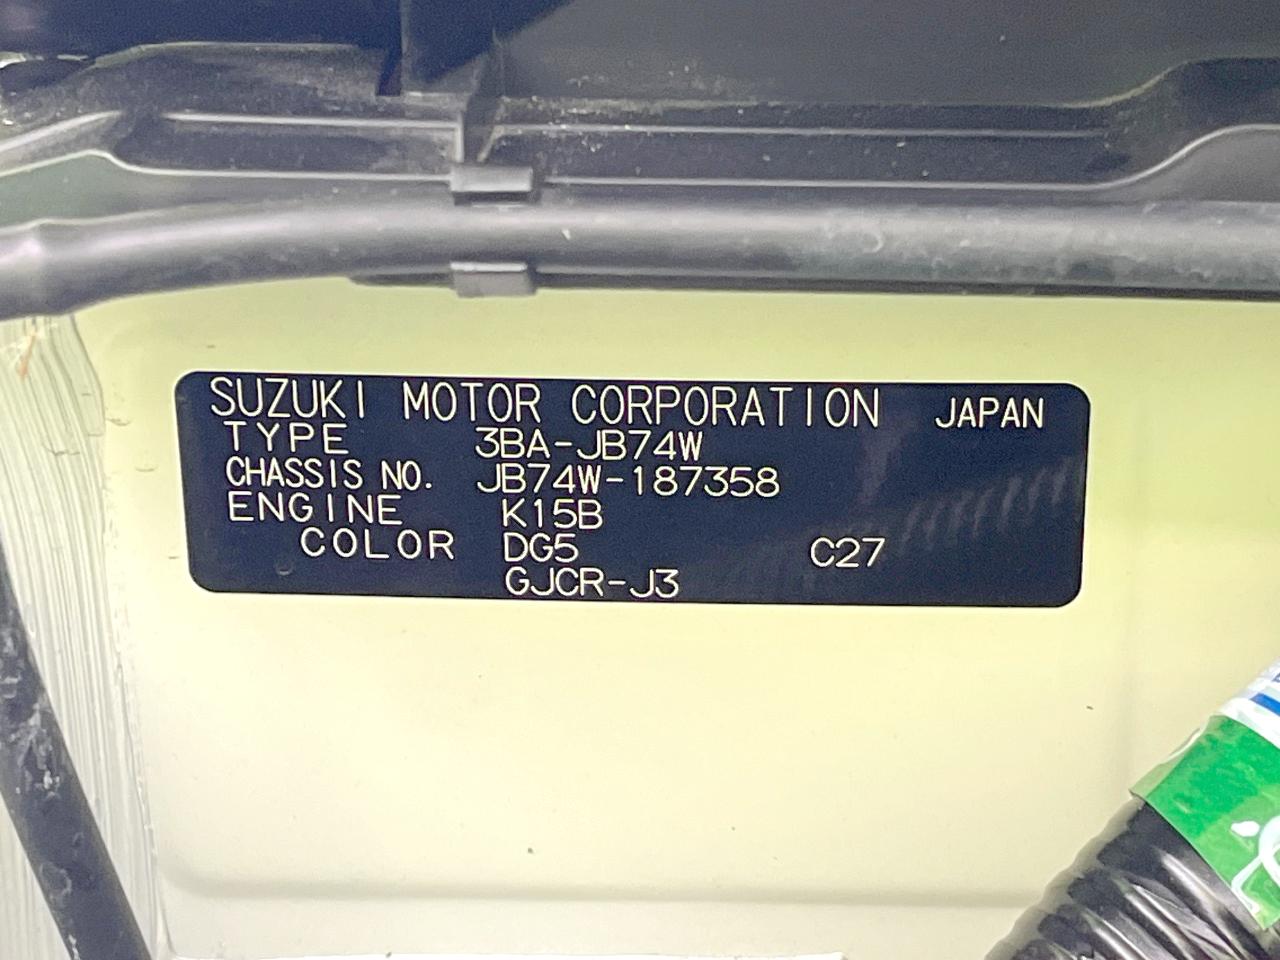 SUZUKI MOTOR CORPORATION JAPAN
TYPE 3BA-JB74W
CHASSIS NO. JB74W-187358
ENGINE K15B
COLOR DG5 C27
GJCR-J3